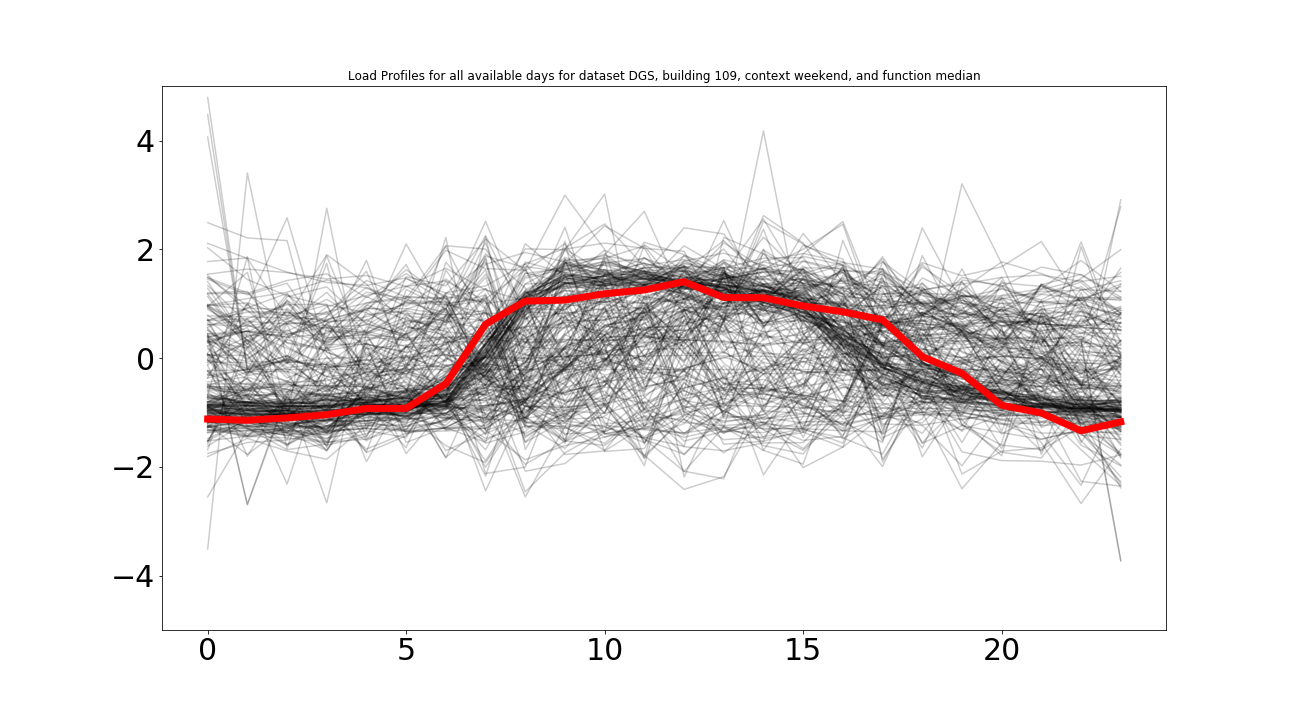 Load Profiles for all available days for dataset DGS, building 109, context weekend, and function median
4
2
0
−2
−4
0 5 10 15 20